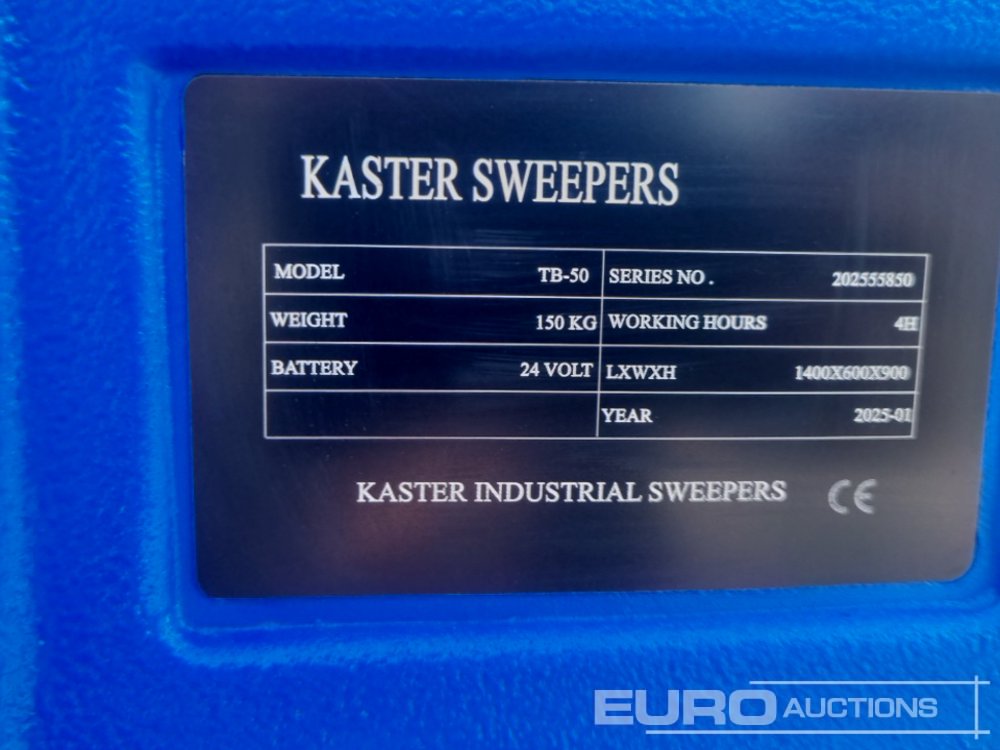 KASTER SWEEPERS
MODEL TB-50 SERIES NO . 202555850
WEIGHT 150 KG WORKING HOURS 4H
BATTERY 24 VOLT LXWXH 1400X600X900
YEAR 2025-01
KASTER INDUSTRIAL SWEEPERS CE
EURO AUCTIONS